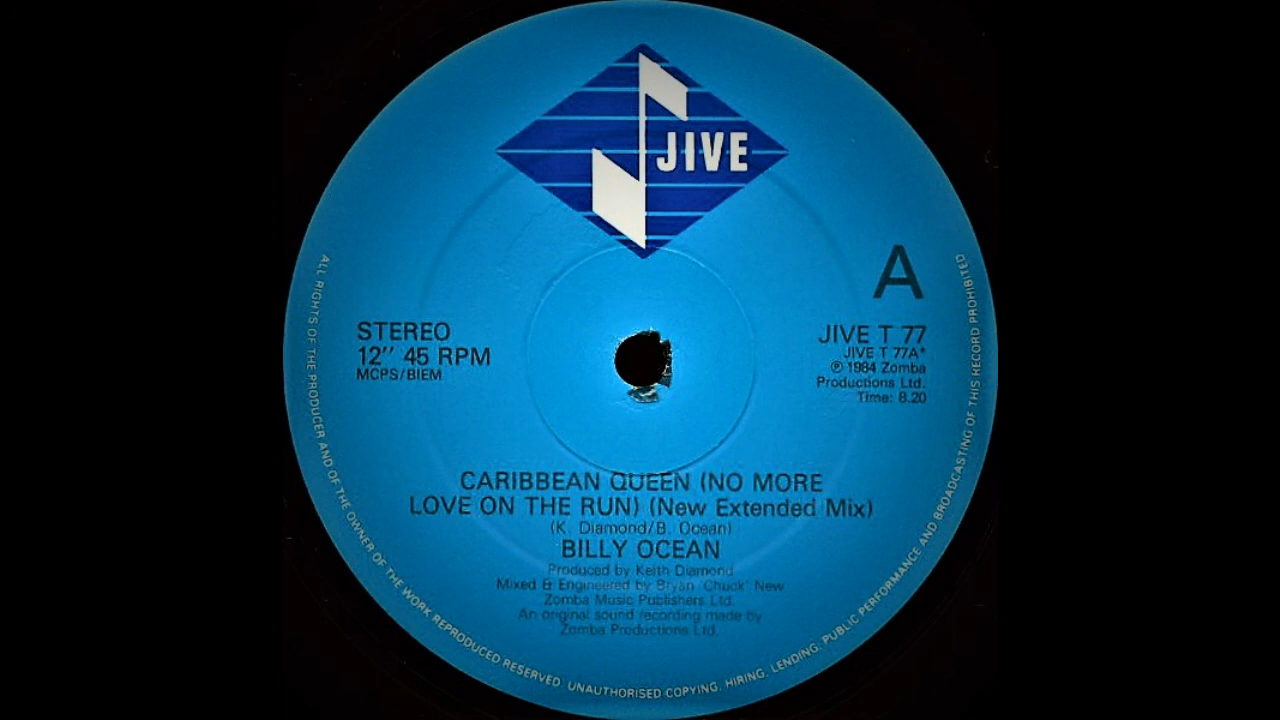 JIVE
A
STEREO
12" 45 RPM
MCPS/BIEM
JIVE T 77
JIVE T 77A*
℗ 1984 Zomba
Productions Ltd.
Time: 8.20
CARIBBEAN QUEEN (NO MORE
LOVE ON THE RUN) (New Extended Mix)
(K. Diamond/B. Ocean)
BILLY OCEAN
Produced by Keith Diamond
Mixed & Engineered by Bryan 'Chuck' New
Zomba Music Publishers Ltd.
An original sound recording made by
Zomba Productions Ltd.
ALL RIGHTS OF THE PRODUCER AND OF THE OWNER OF THE WORK REPRODUCED RESERVED. UNAUTHORISED COPYING, HIRING, LENDING, PUBLIC PERFORMANCE AND BROADCASTING OF THIS RECORD PROHIBITED